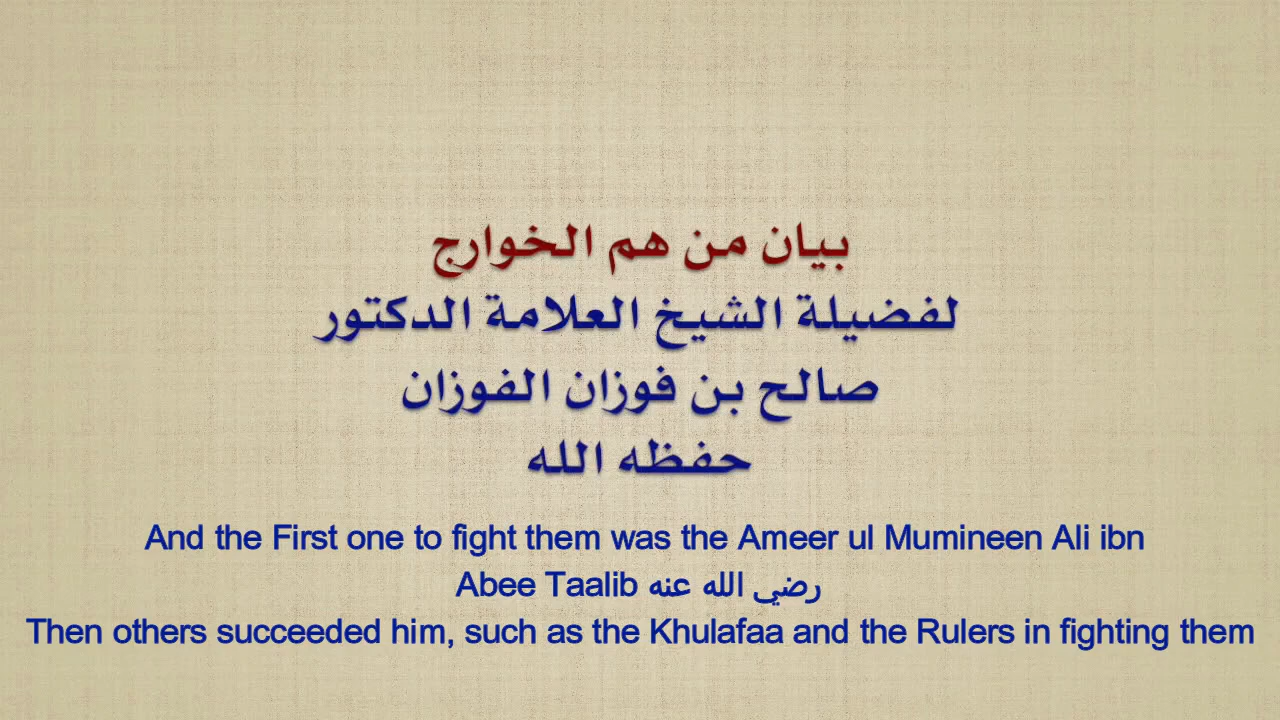 بيان من هم الخوارج
لفضيلة الشيخ العلامة الدكتور
صالح بن فوزان الفوزان
حفظه الله
And the First one to fight them was the Ameer ul Mumineen Ali ibn
Abee Taalib رضي الله عنه
Then others succeeded him, such as the Khulafaa and the Rulers in fighting them